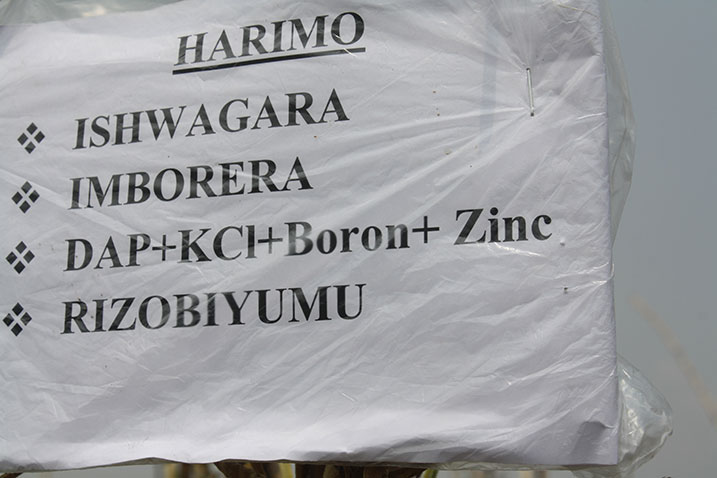 HARIMO
❖ ISHWAGARA
❖ IMBORERA
❖ DAP+KCl+Boron+ Zinc
❖ RIZOBIYUMU